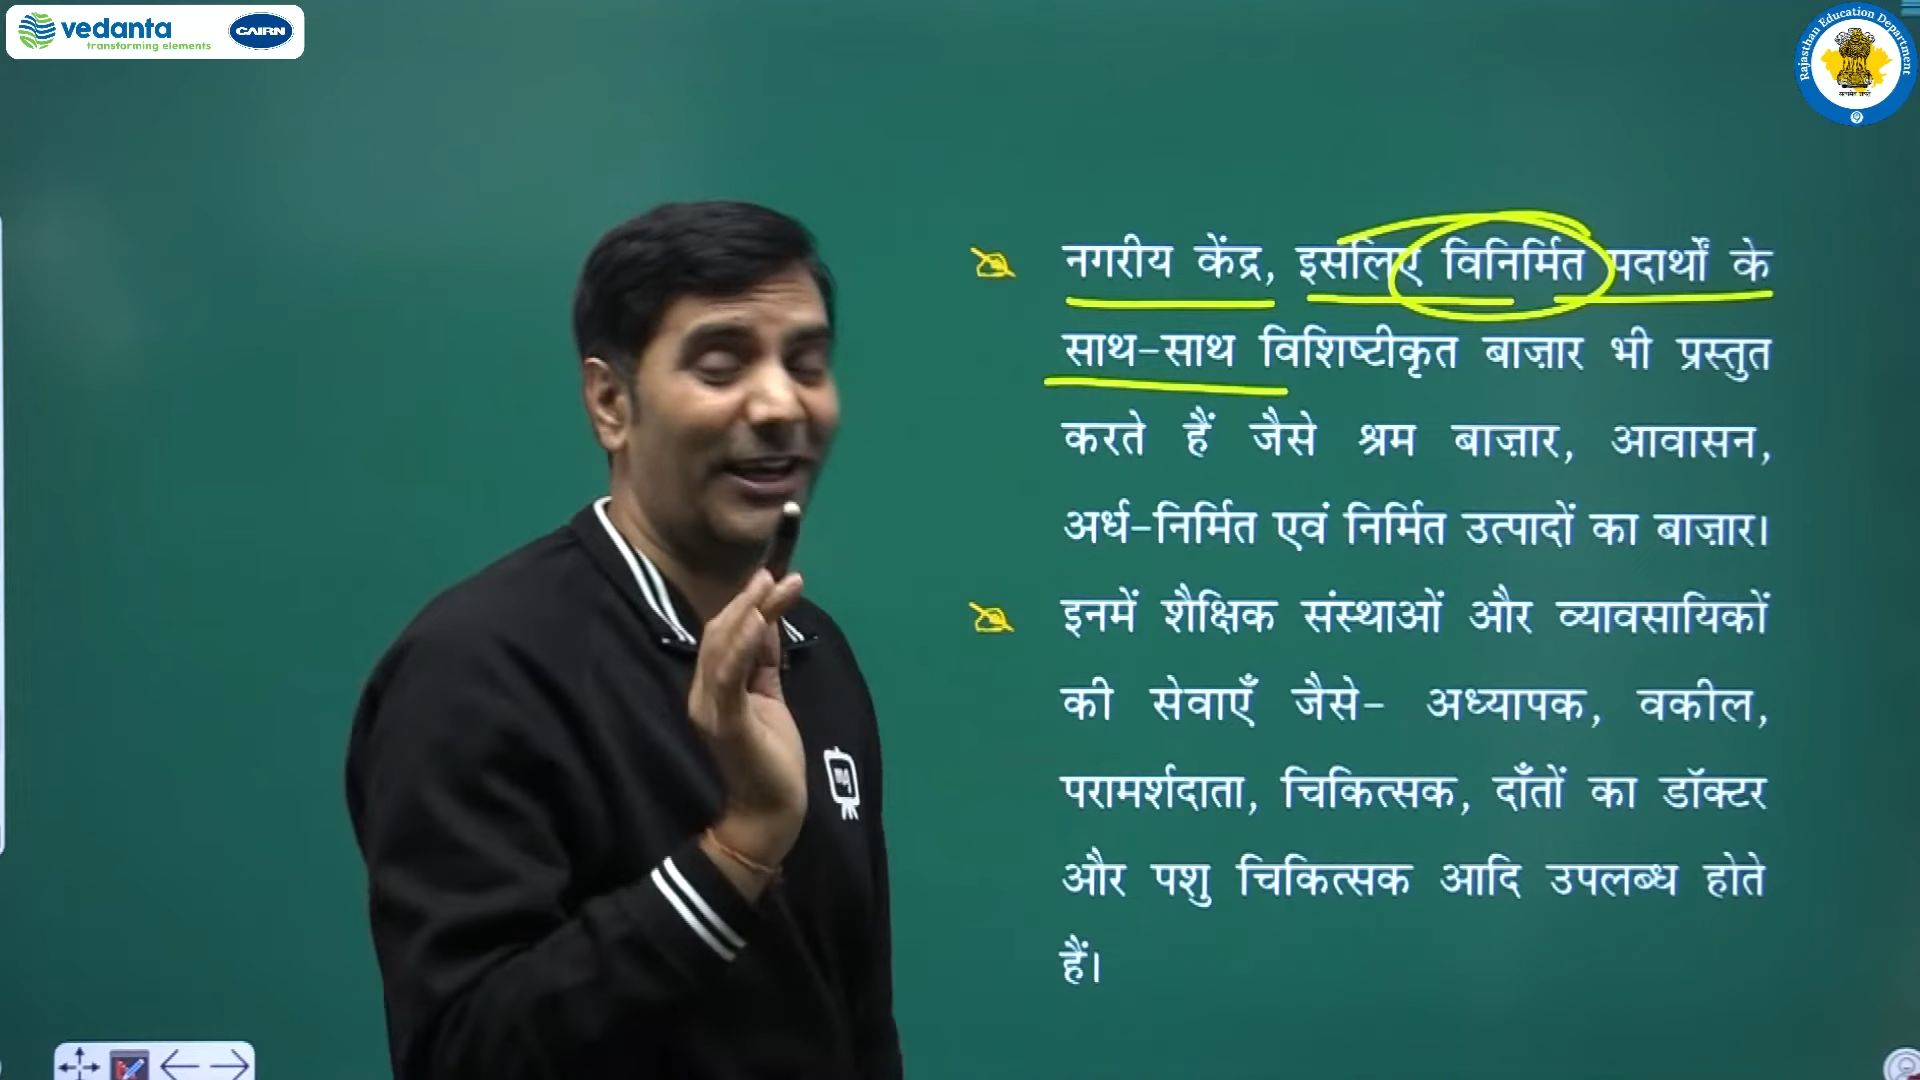 vedanta
transforming elements
CAIRN
Rajasthan Education Department
नगरीय केंद्र, इसलिए विनिर्मित पदार्थों के
साथ-साथ विशिष्टीकृत बाज़ार भी प्रस्तुत
करते हैं जैसे श्रम बाज़ार, आवासन,
अर्ध-निर्मित एवं निर्मित उत्पादों का बाज़ार।
इनमें शैक्षिक संस्थाओं और व्यावसायिकों
की सेवाएँ जैसे- अध्यापक, वकील,
परामर्शदाता, चिकित्सक, दाँतों का डॉक्टर
और पशु चिकित्सक आदि उपलब्ध होते
हैं।